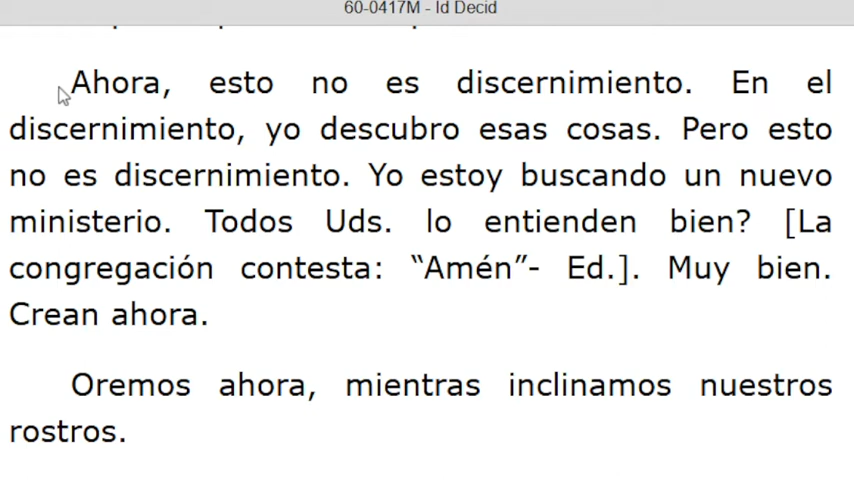 60-0417M - Id Decid
Ahora, esto no es discernimiento. En el
discernimiento, yo descubro esas cosas. Pero esto
no es discernimiento. Yo estoy buscando un nuevo
ministerio. Todos Uds. lo entienden bien? [La
congregación contesta: “Amén”- Ed.]. Muy bien.
Crean ahora.
Oremos ahora, mientras inclinamos nuestros
rostros.